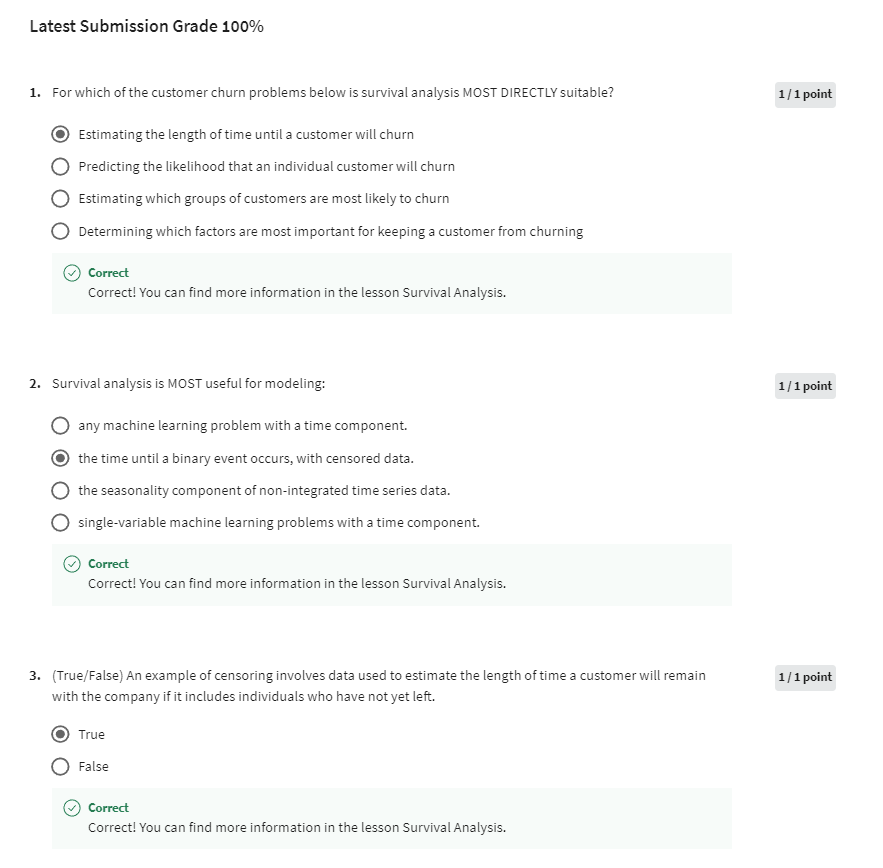 Latest Submission Grade 100%
1. For which of the customer churn problems below is survival analysis MOST DIRECTLY suitable?
1 / 1 point
Estimating the length of time until a customer will churn
Predicting the likelihood that an individual customer will churn
Estimating which groups of customers are most likely to churn
Determining which factors are most important for keeping a customer from churning
Correct
Correct! You can find more information in the lesson Survival Analysis.
2. Survival analysis is MOST useful for modeling:
1 / 1 point
any machine learning problem with a time component.
the time until a binary event occurs, with censored data.
the seasonality component of non-integrated time series data.
single-variable machine learning problems with a time component.
Correct
Correct! You can find more information in the lesson Survival Analysis.
3. (True/False) An example of censoring involves data used to estimate the length of time a customer will remain
with the company if it includes individuals who have not yet left.
1 / 1 point
True
False
Correct
Correct! You can find more information in the lesson Survival Analysis.